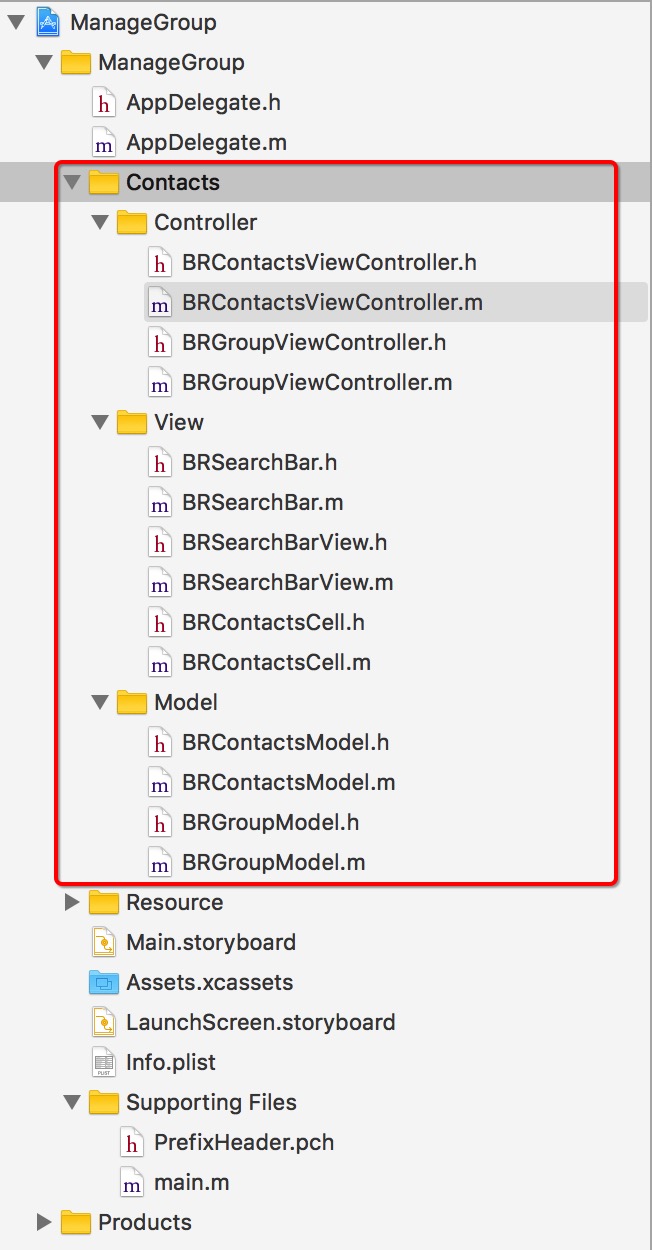 ManageGroup
ManageGroup
h AppDelegate.h
m AppDelegate.m
Contacts
Controller
h BRContactsViewController.h
m BRContactsViewController.m
h BRGroupViewController.h
m BRGroupViewController.m
View
h BRSearchBar.h
m BRSearchBar.m
h BRSearchBarView.h
m BRSearchBarView.m
h BRContactsCell.h
m BRContactsCell.m
Model
h BRContactsModel.h
m BRContactsModel.m
h BRGroupModel.h
m BRGroupModel.m
Resource
Main.storyboard
Assets.xcassets
LaunchScreen.storyboard
PLIST Info.plist
Supporting Files
h PrefixHeader.pch
m main.m
Products